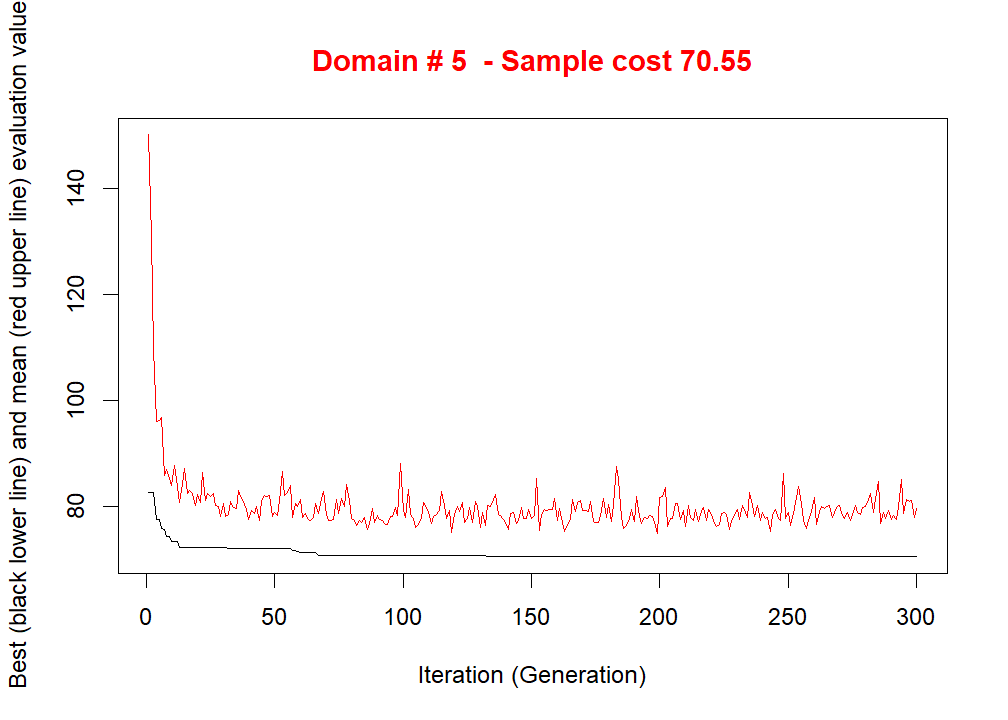 Domain # 5  - Sample cost 70.55
Best (black lower line) and mean (red upper line) evaluation value
140
120
100
80
0 50 100 150 200 250 300
Iteration (Generation)